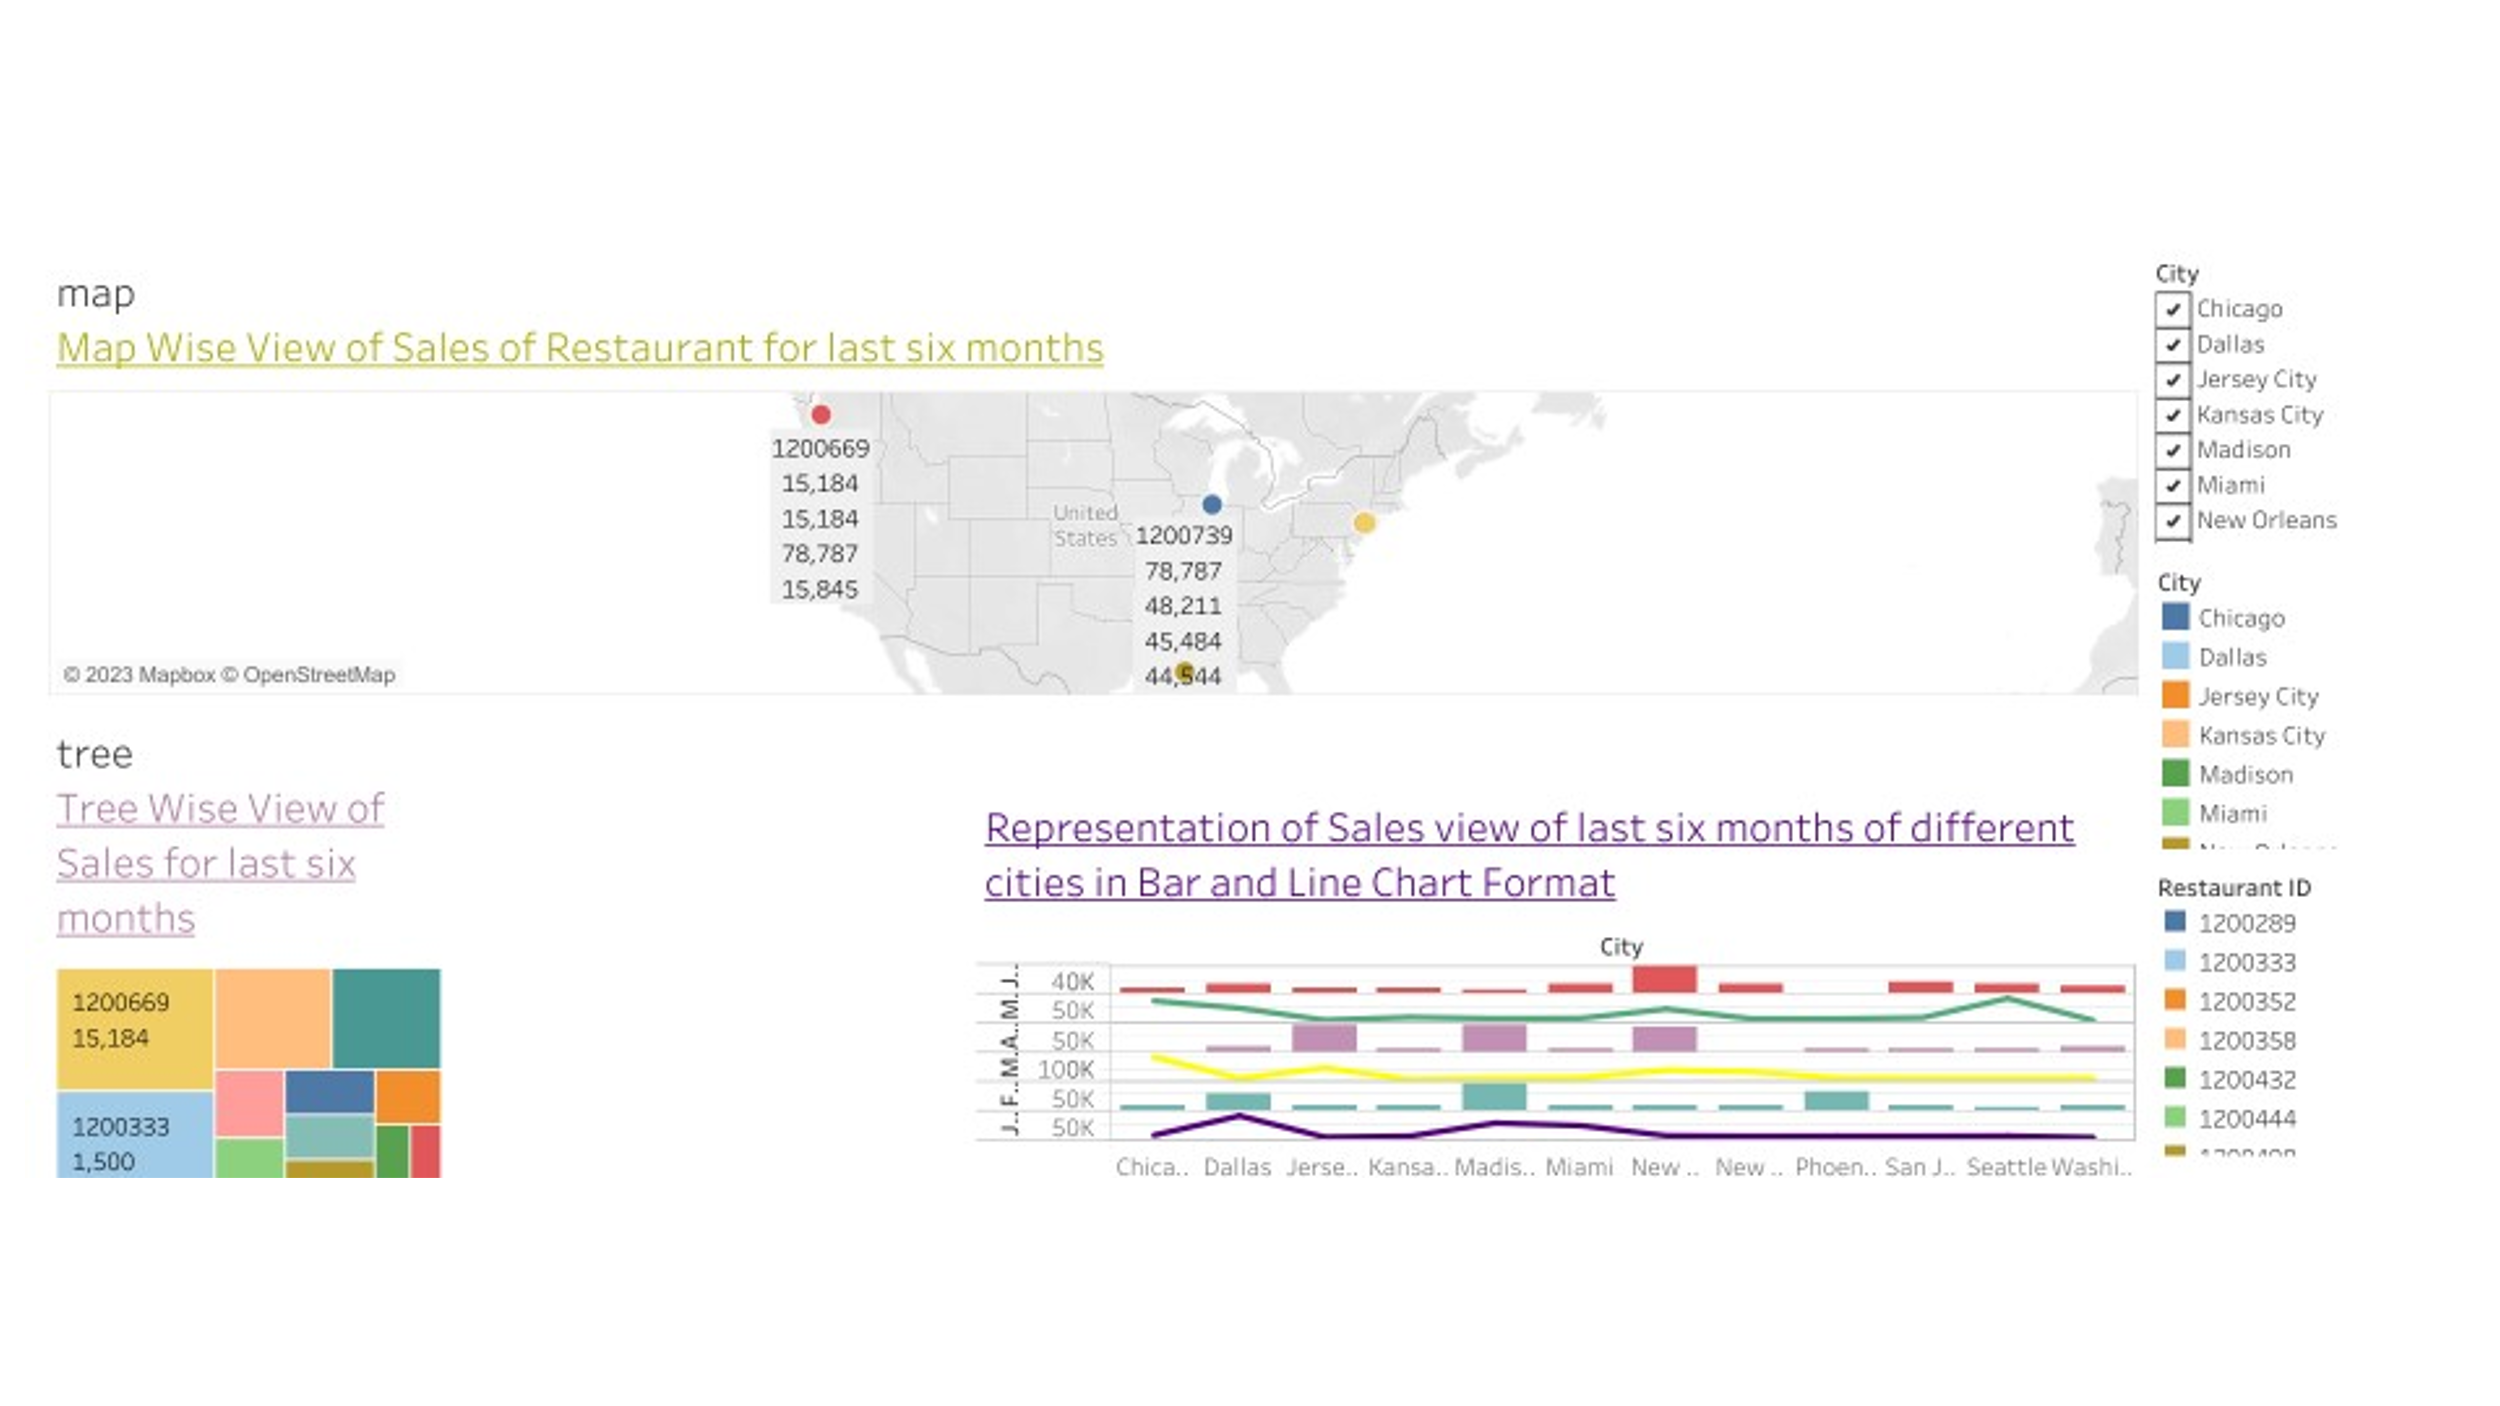 map
Map Wise View of Sales of Restaurant for last six months
1200669
15,184
15,184
78,787
15,845
United
States
1200739
78,787
48,211
45,484
44,544
© 2023 Mapbox © OpenStreetMap
City
Chicago
Dallas
Jersey City
Kansas City
Madison
Miami
New Orleans
City
Chicago
Dallas
Jersey City
Kansas City
Madison
Miami
Restaurant ID
1200289
1200333
1200352
1200358
1200432
1200444
tree
Tree Wise View of
Sales for last six
months
1200669
15,184
1200333
1,500
Representation of Sales view of last six months of different
cities in Bar and Line Chart Format
City
J.. 40K
M.. 50K
A.. 50K
M.. 100K
F.. 50K
J.. 50K
Chica.. Dallas Jerse.. Kansa.. Madis.. Miami New .. New .. Phoen.. San J.. Seattle Washi..